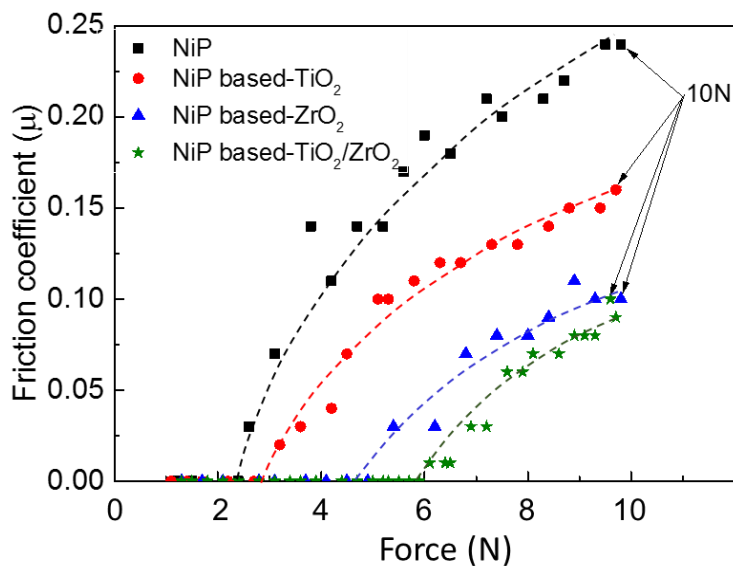 0.25
0.20
0.15
0.10
0.05
0.00
Friction coefficient (μ)
NiP
NiP based-TiO₂
NiP based-ZrO₂
NiP based-TiO₂/ZrO₂
10N
0 2 4 6 8 10
Force (N)